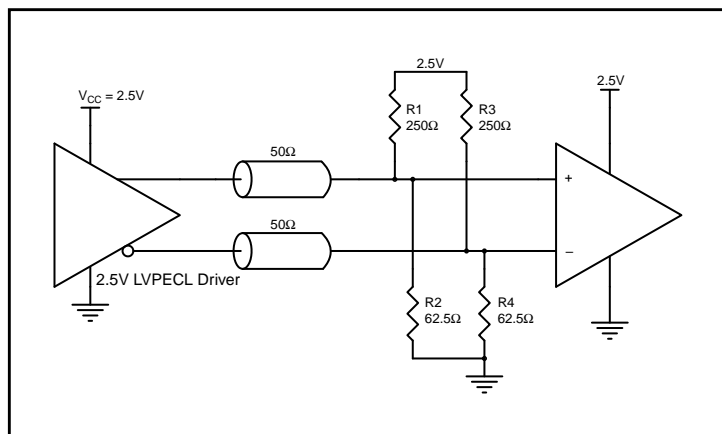 2.5V
V_CC = 2.5V
2.5V
R1
250Ω
R3
250Ω
50Ω
+
50Ω
–
2.5V LVPECL Driver
R2
62.5Ω
R4
62.5Ω